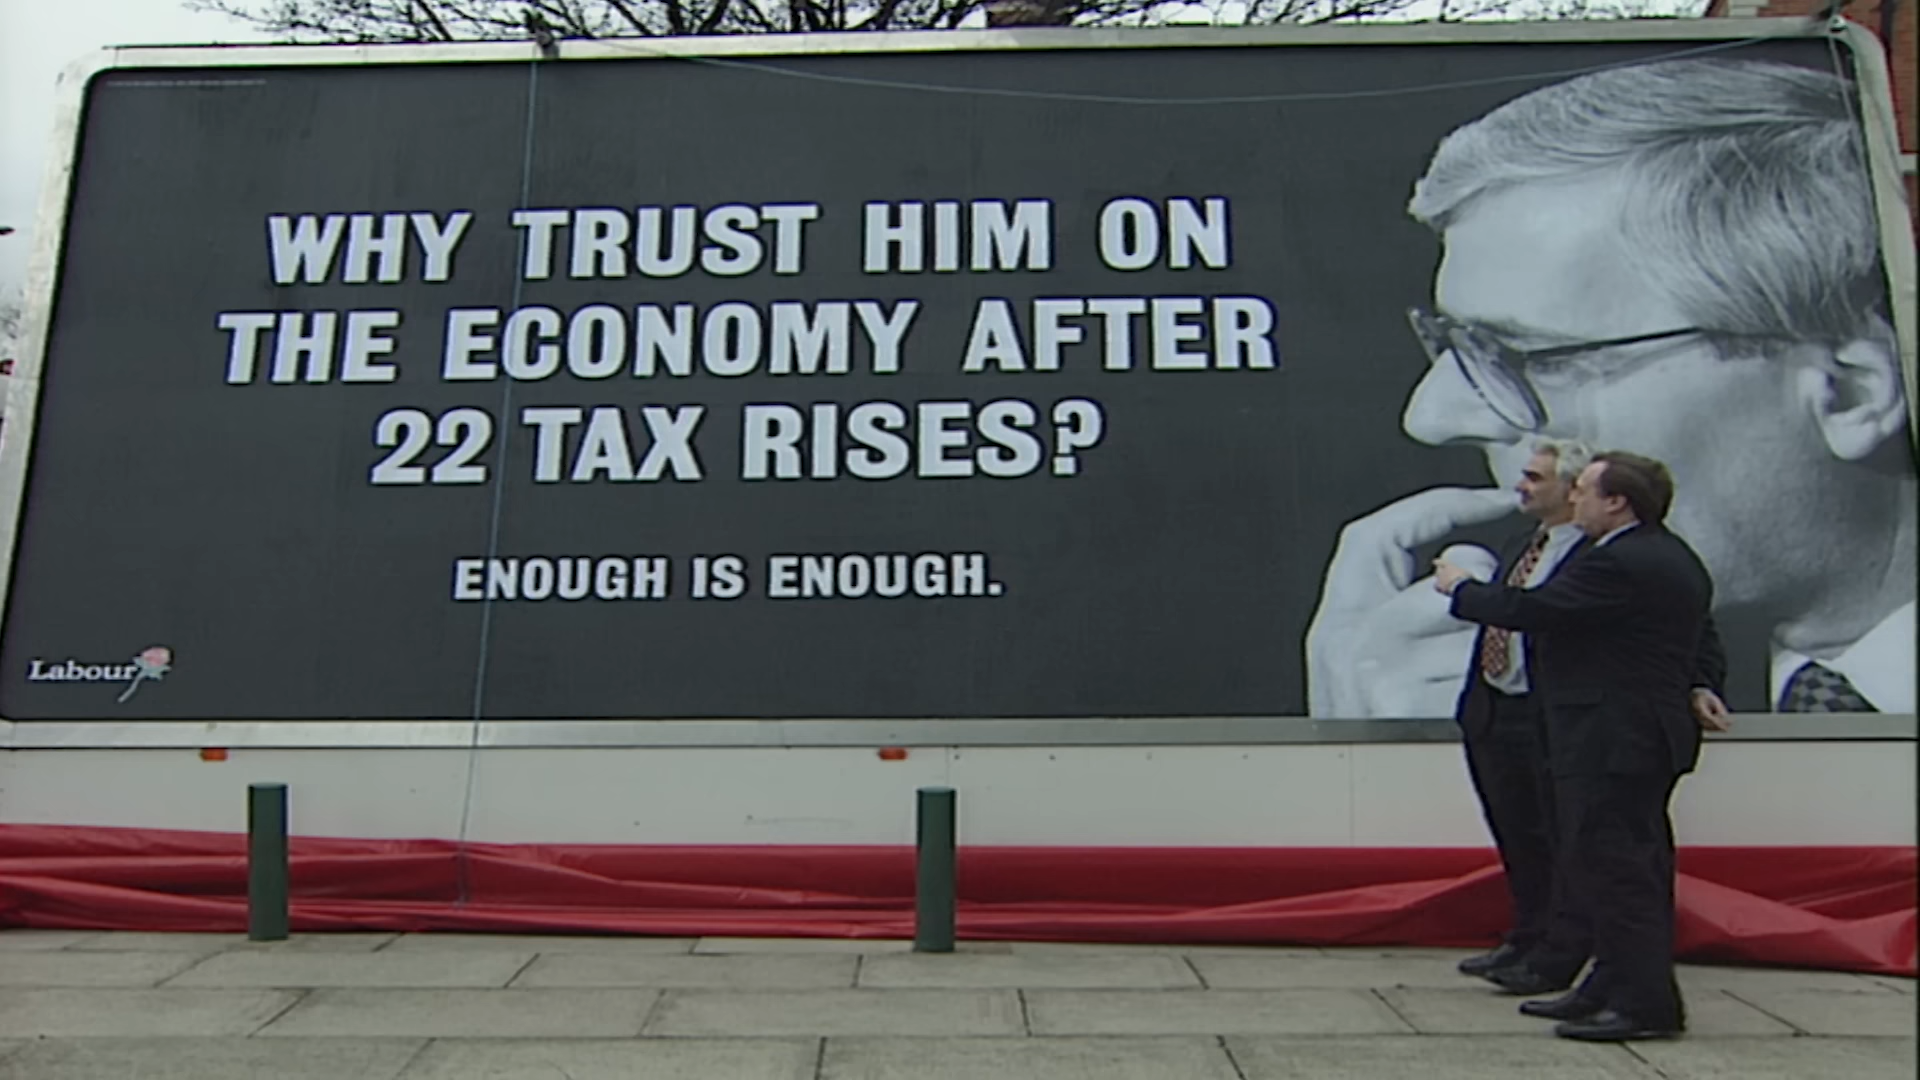 WHY TRUST HIM ON
THE ECONOMY AFTER
22 TAX RISES?
ENOUGH IS ENOUGH.
Labour